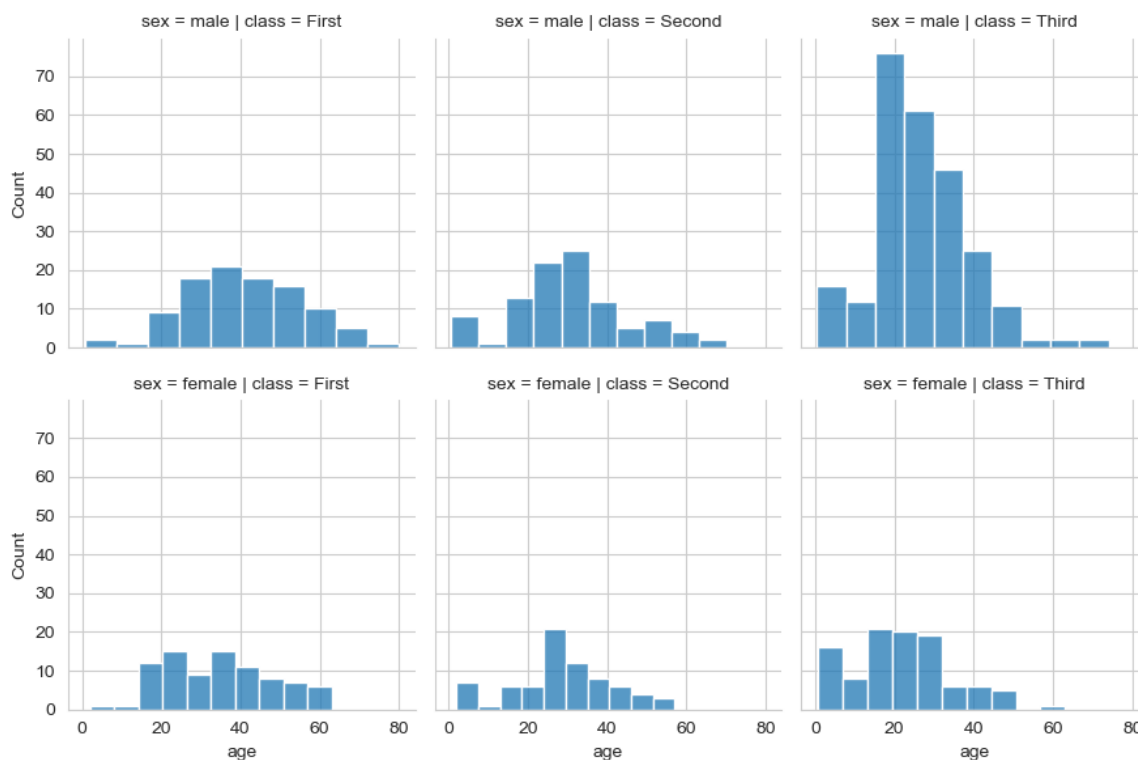 sex = male | class = First
sex = male | class = Second
sex = male | class = Third
70
60
50
40
30
20
10
0
Count
sex = female | class = First
sex = female | class = Second
sex = female | class = Third
70
60
50
40
30
20
10
0
Count
0 20 40 60 80
0 20 40 60 80
0 20 40 60 80
age
age
age